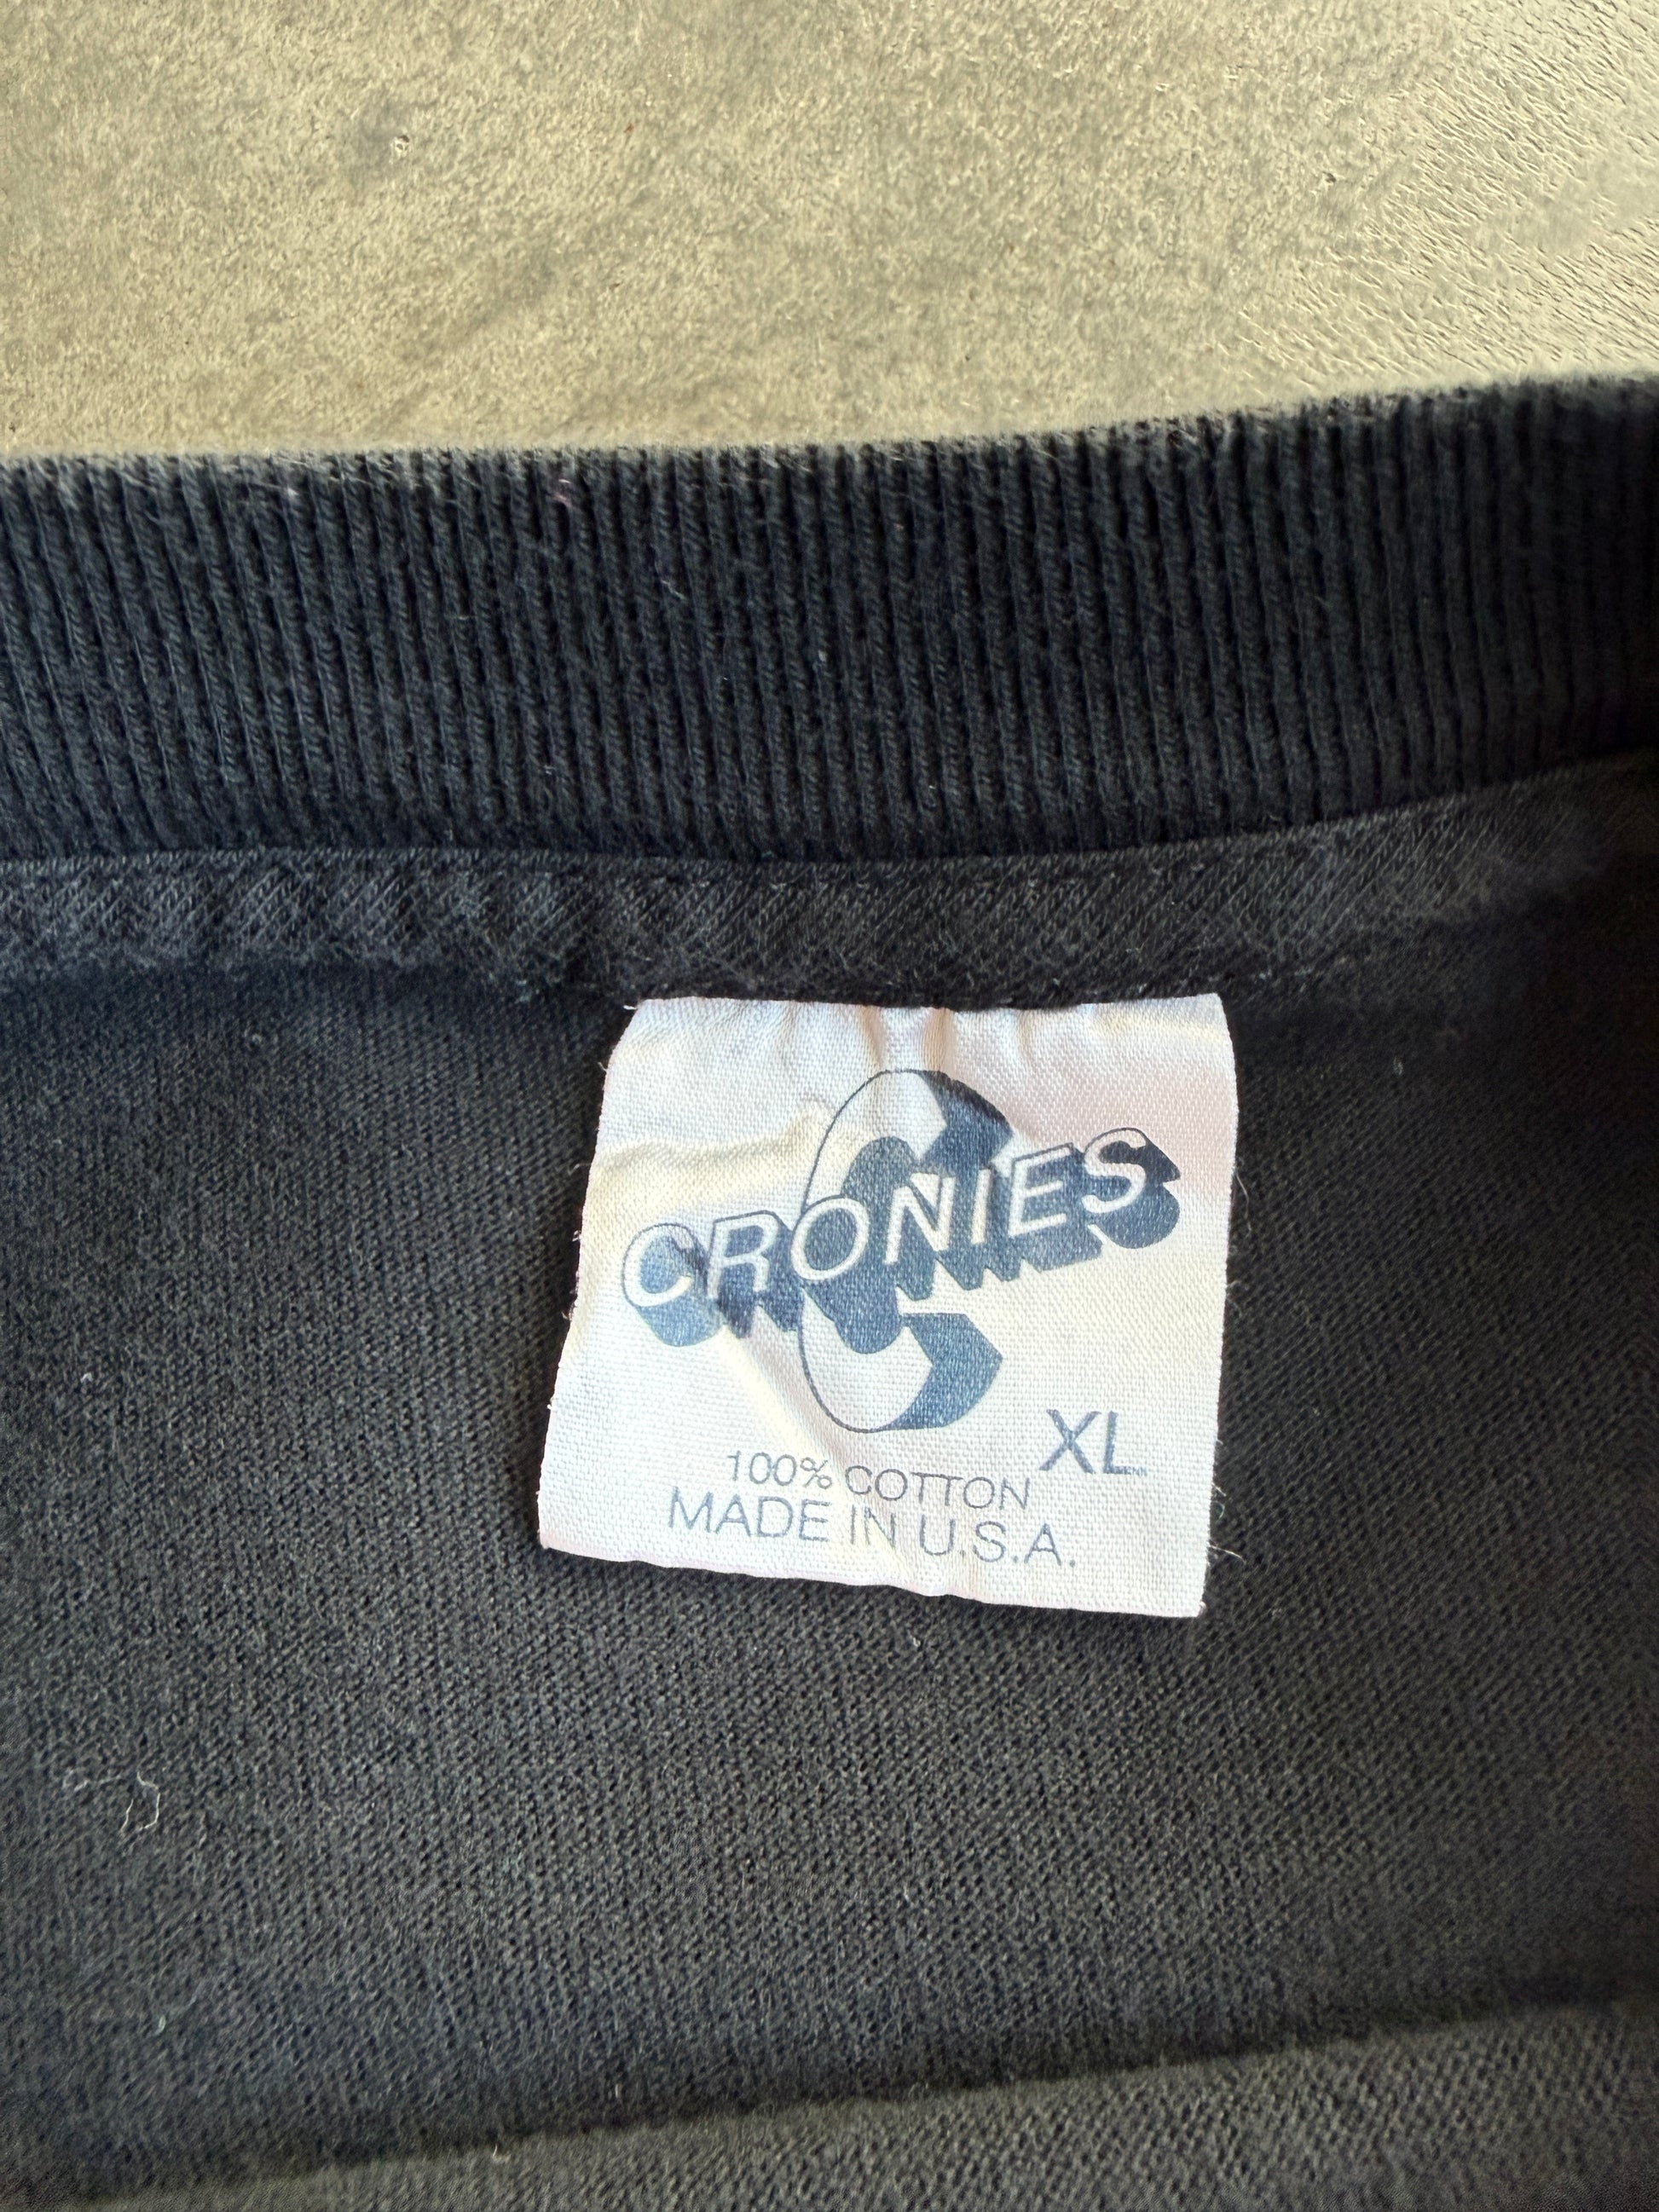 CRONIES
XL
100% COTTON
MADE IN U.S.A.